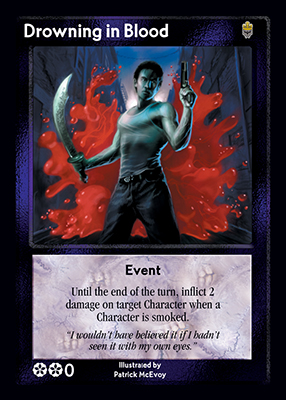 Drowning in Blood
Event
Until the end of the turn, inflict 2
damage on target Character when a
Character is smoked.
"I wouldn't have believed it if I hadn't
seen it with my own eyes."
0
Illustrated by
Patrick McEvoy